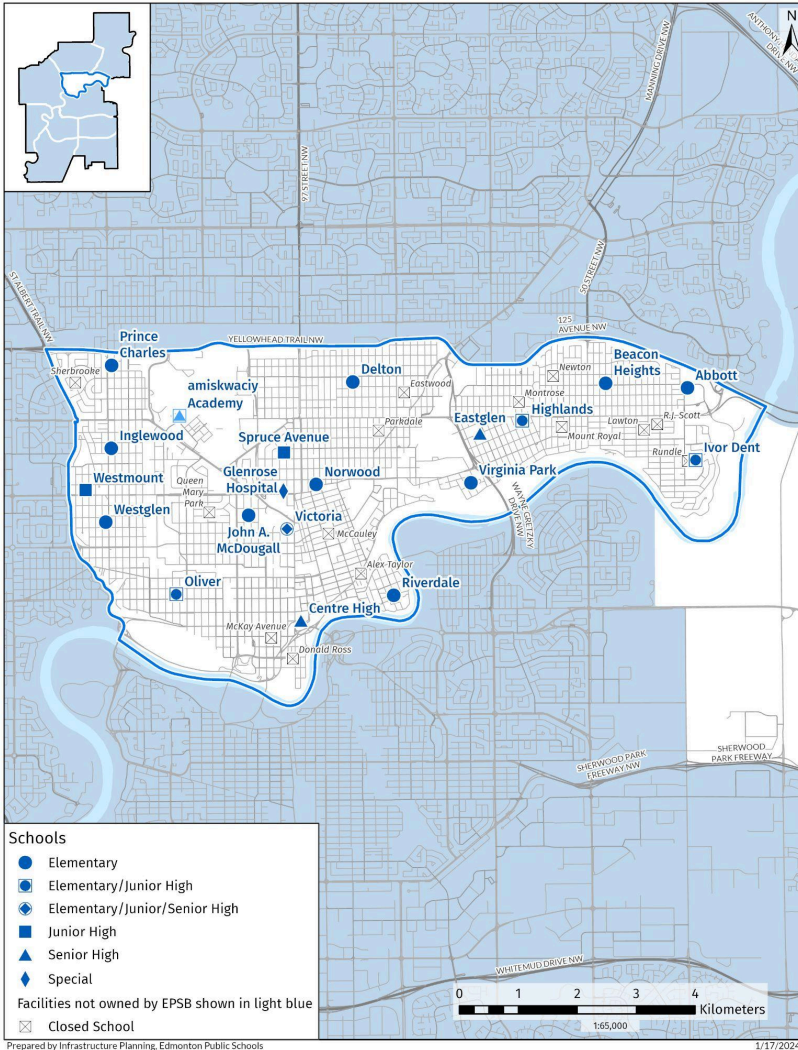 N
ANTHONY
DRIVE NW
MANNING DRIVE NW
97 STREET NW
50 STREET NW
ST ALBERT TRAIL NW
YELLOWHEAD TRAIL NW
125
AVENUE NW
Prince
Charles
Sherbrooke
amiskwaciy
Academy
Delton
Eastwood
Newton
Beacon
Heights
Abbott
Montrose
Highlands
Eastglen
Parkdale
Mount Royal
Lawton
R.J. Scott
Rundle
Ivor Dent
Inglewood
Spruce Avenue
Westmount
Queen
Mary
Park
Glenrose
Hospital
Norwood
Virginia Park
WAYNE GRETZKY
DRIVE NW
Westglen
John A.
McDougall
Victoria
McCauley
Alex Taylor
Oliver
Riverdale
Centre High
McKay Avenue
Donald Ross
SHERWOOD PARK
FREEWAY NW
SHERWOOD
PARK FREEWAY
WHITEMUD DRIVE NW
Schools
Elementary
Elementary/Junior High
Elementary/Junior/Senior High
Junior High
Senior High
Special
Facilities not owned by EPSB shown in light blue
Closed School
0 1 2 3 4
Kilometers
1:65,000
Prepared by Infrastructure Planning, Edmonton Public Schools
1/17/2024